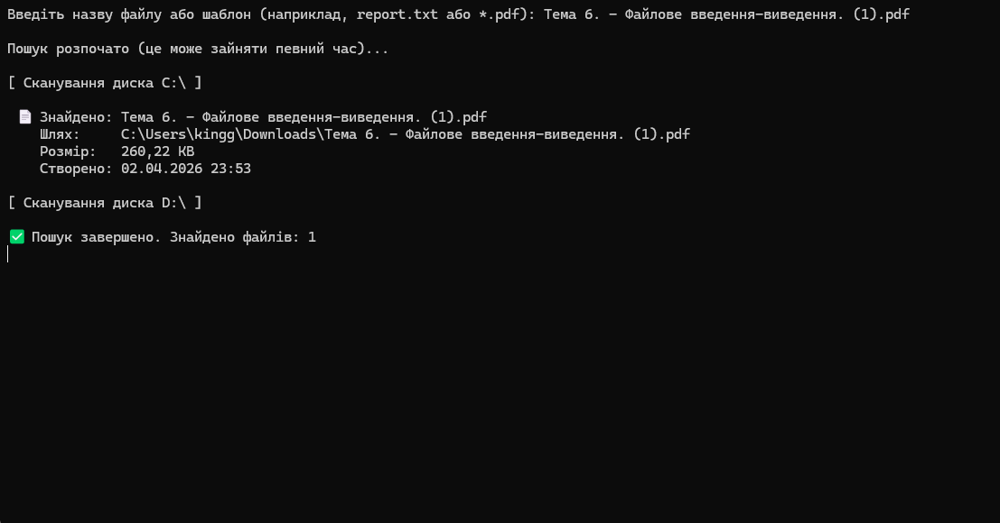 Введіть назву файлу або шаблон (наприклад, report.txt або *.pdf): Тема 6. – Файлове введення-виведення. (1).pdf
Пошук розпочато (це може зайняти певний час)...
[ Сканування диска C:\ ]
Знайдено: Тема 6. – Файлове введення-виведення. (1).pdf
Шлях: C:\Users\kingg\Downloads\Тема 6. – Файлове введення-виведення. (1).pdf
Розмір: 260,22 KB
Створено: 02.04.2026 23:53
[ Сканування диска D:\ ]
✅ Пошук завершено. Знайдено файлів: 1